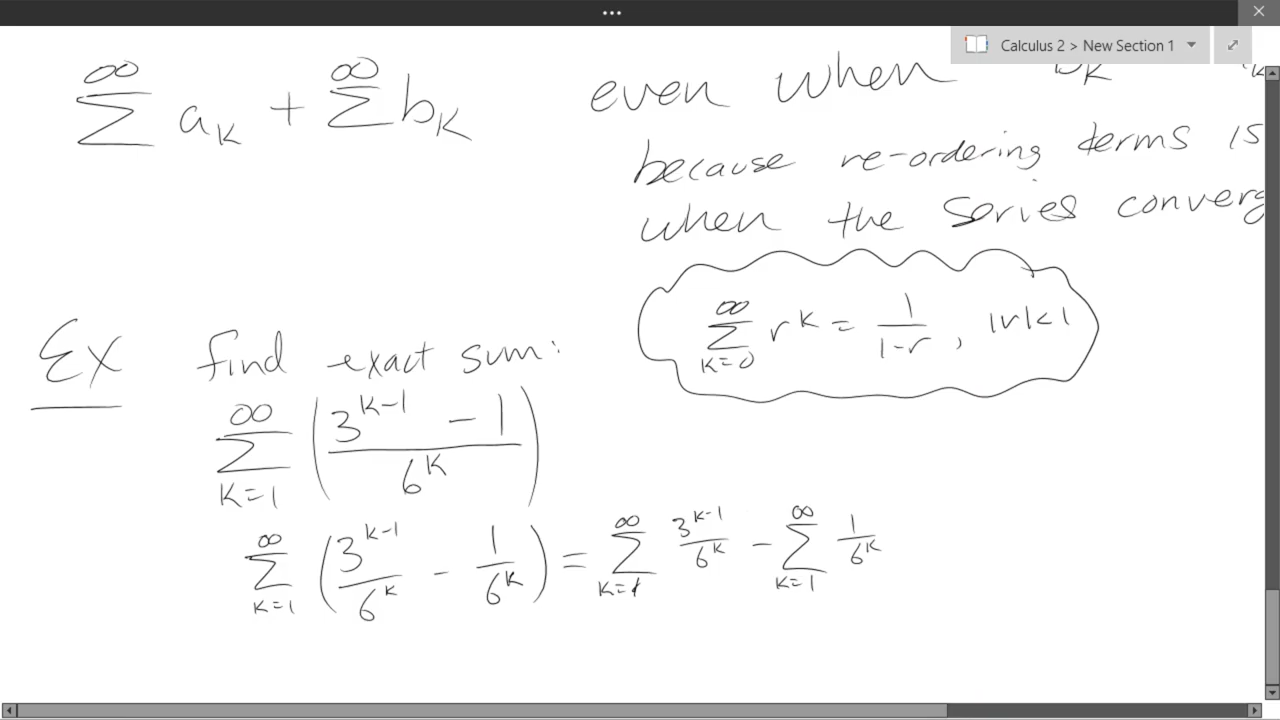 ...
Calculus 2 > New Section 1
∞ ∞
∑ a_k + ∑ b_k
even when b_k
because re-ordering terms is
when the series converg
∑_{k=0}^{∞} r^k = 1/(1-r), |r|<1
Ex find exact sum:
∑_{k=1}^{∞} ((3^{k-1} - 1)/6^k)
∑_{k=1}^{∞} (3^{k-1}/6^k - 1/6^k) = ∑_{k=1}^{∞} 3^{k-1}/6^k - ∑_{k=1}^{∞} 1/6^k